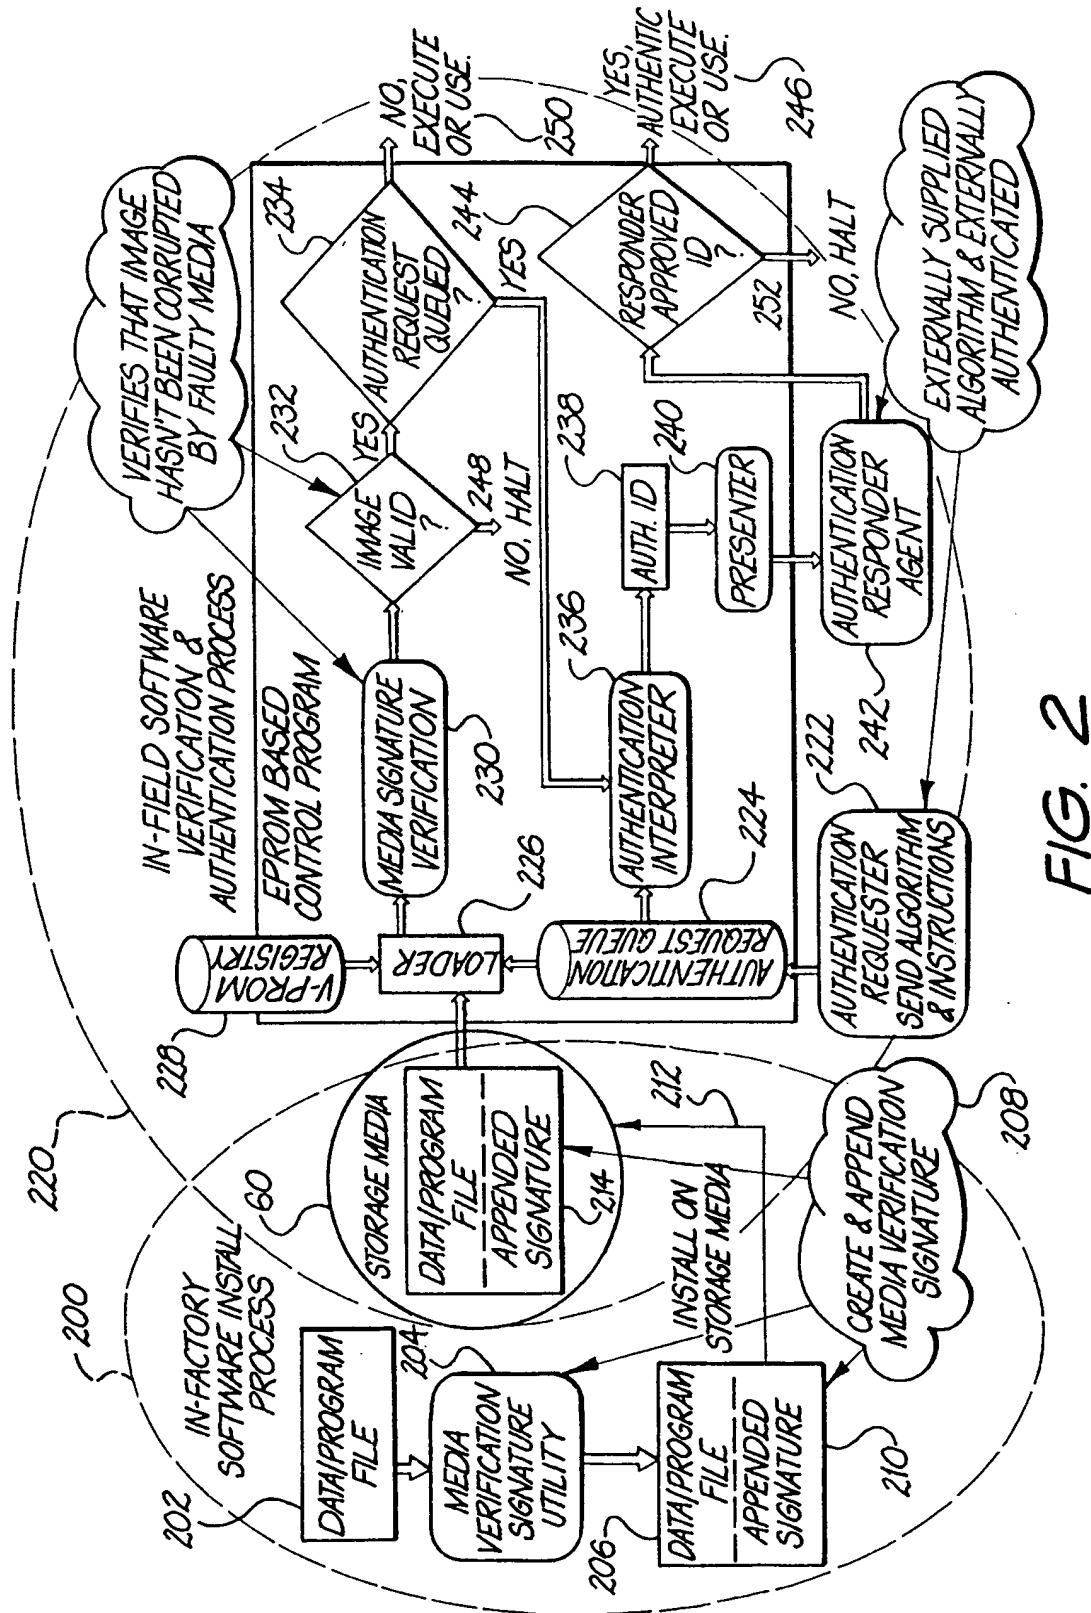 200
220
IN-FACTORY
SOFTWARE INSTALL
PROCESS
202
DATA/PROGRAM
FILE
204
MEDIA
VERIFICATION
SIGNATURE
UTILITY
206
DATA/PROGRAM
FILE
APPENDED
SIGNATURE
210
INSTALL ON
STORAGE MEDIA
212
60
STORAGE MEDIA
DATA/PROGRAM
FILE
APPENDED
SIGNATURE
214
CREATE & APPEND
MEDIA VERIFICATION
SIGNATURE
208
IN-FIELD SOFTWARE
VERIFICATION &
AUTHENTICATION PROCESS
EPROM BASED
CONTROL PROGRAM
228
V-PROM
REGISTRY
LOADER
226
AUTHENTICATION
REQUEST QUEUE
224
AUTHENTICATION
REQUESTER
SEND ALGORITHM
& INSTRUCTIONS
222
MEDIA SIGNATURE
VERIFICATION
230
AUTHENTICATION
INTERPRETER
236
VERIFIES THAT IMAGE
HASN'T BEEN CORRUPTED
BY FAULTY MEDIA
232
IMAGE
VALID
?
YES
248
NO, HALT
234
AUTHENTICATION
REQUEST
QUEUED
?
YES
NO,
EXECUTE
OR USE.
250
AUTH. ID
238
PRESENTER
240
AUTHENTICATION
RESPONDER
AGENT
242
244
RESPONDER
APPROVED
ID
?
YES,
AUTHENTIC
EXECUTE
OR USE.
246
252
NO, HALT
EXTERNALLY SUPPLIED
ALGORITHM & EXTERNALLY
AUTHENTICATED
FIG. 2